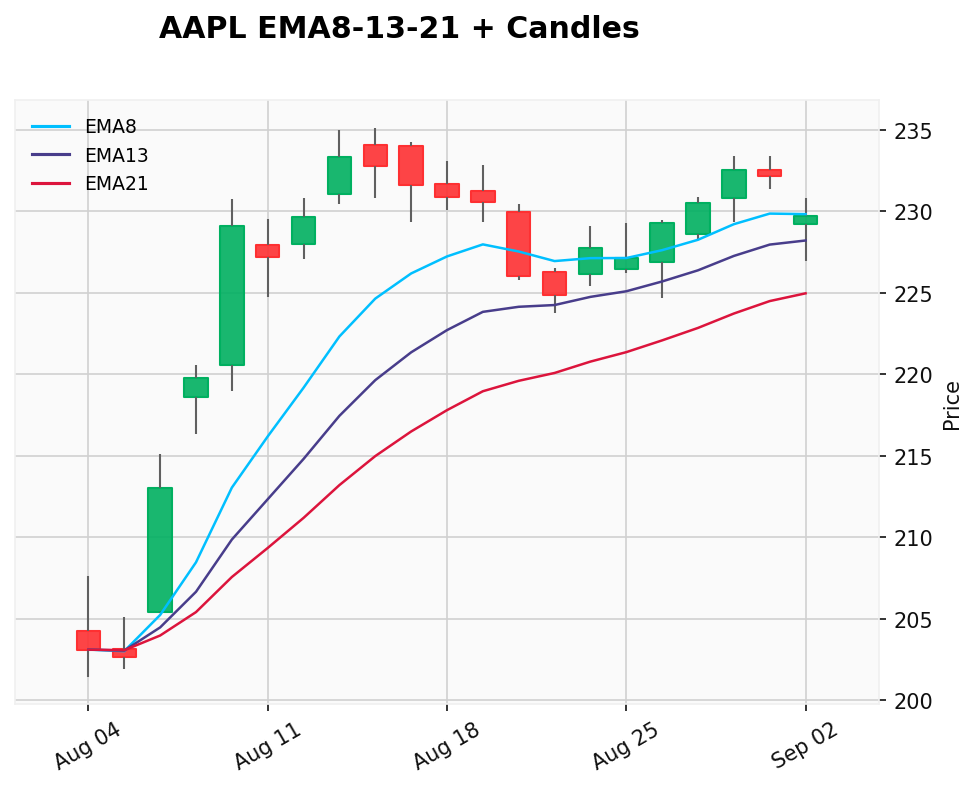 AAPL EMA8-13-21 + Candles
EMA8
EMA13
EMA21
235
230
225
220
215
210
205
200
Price
Aug 04
Aug 11
Aug 18
Aug 25
Sep 02